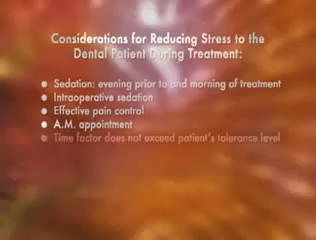 Considerations for Reducing Stress to the
Dental Patient During Treatment:
Sedation: evening prior to and morning of treatment
Intraoperative sedation
Effective pain control
A.M. appointment
Time factor does not exceed patient's tolerance level